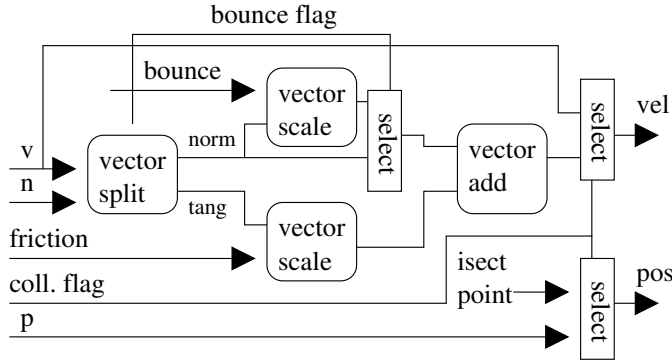 bounce flag
bounce
vector
scale
select
select
vel
v
norm
vector
split
vector
add
n
tang
friction
vector
scale
isect
point
select
pos
coll. flag
p